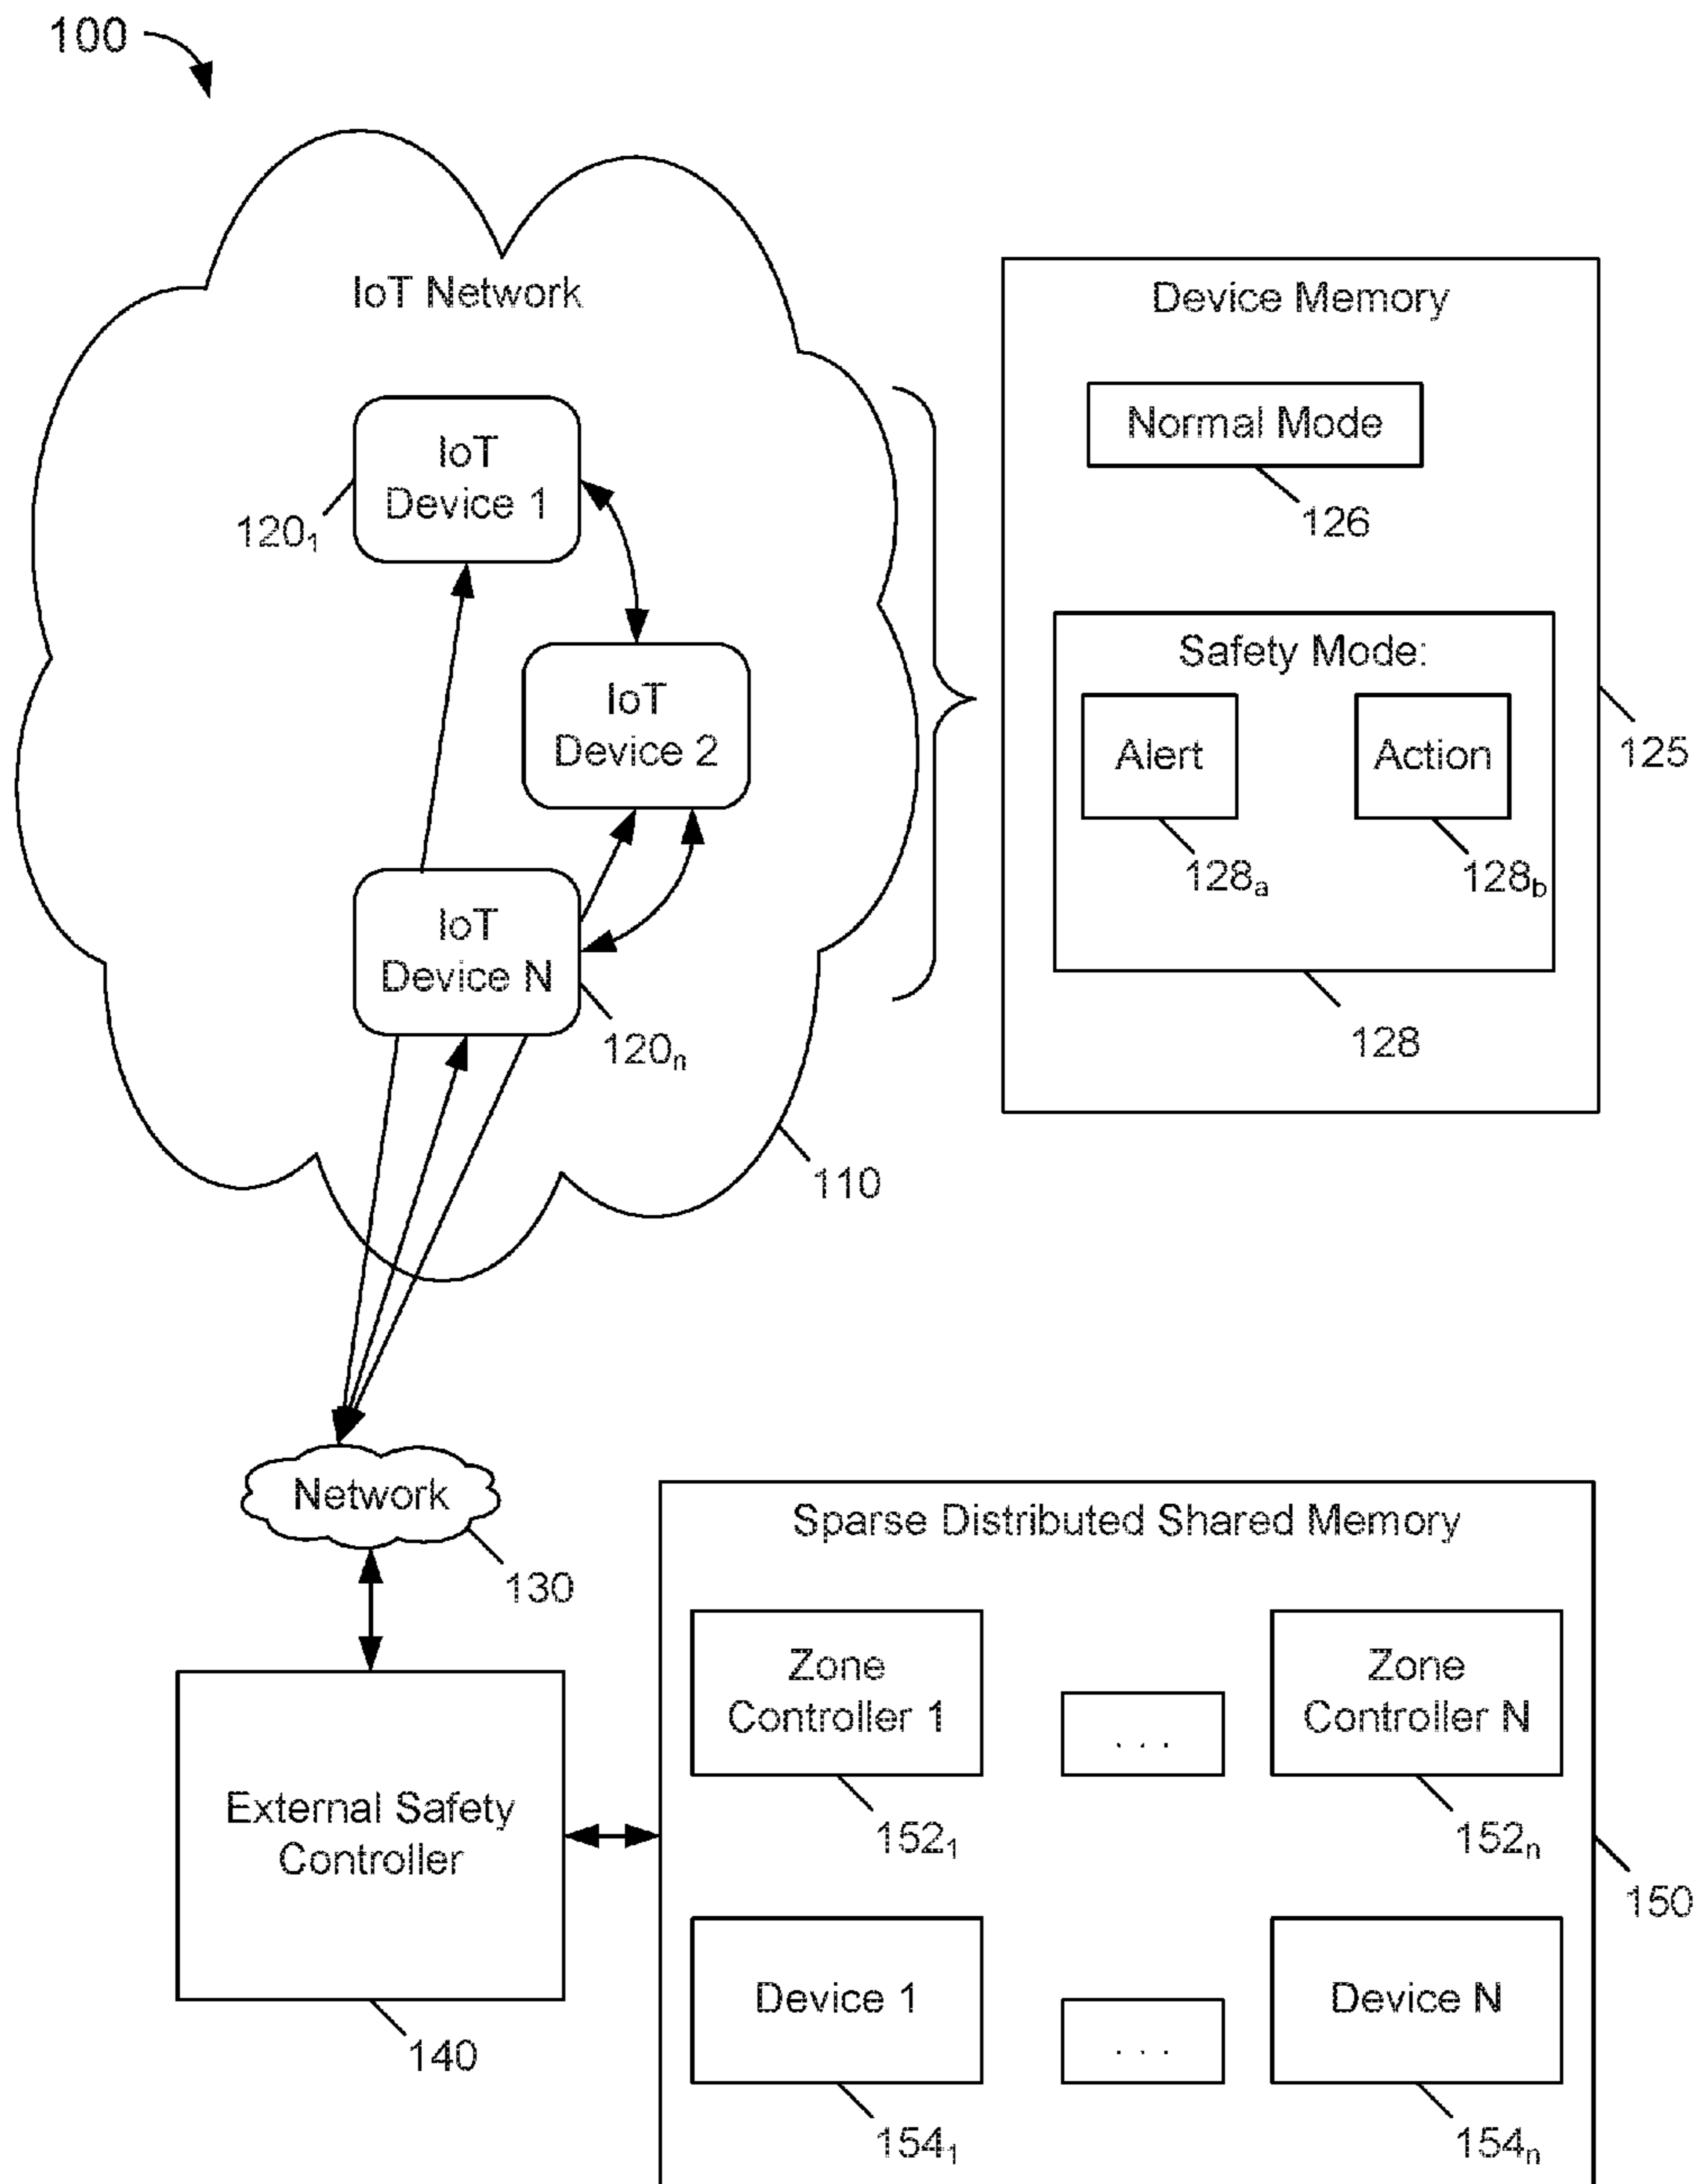 100
IoT Network
IoT
Device 1
120₁
IoT
Device 2
IoT
Device N
120ₙ
110
Device Memory
Normal Mode
126
Safety Mode:
Alert
Action
128ₐ
128b
128
125
Network
130
External Safety
Controller
140
Sparse Distributed Shared Memory
Zone
Controller 1
. . .
Zone
Controller N
152₁
152ₙ
Device 1
. . .
Device N
154₁
154ₙ
150